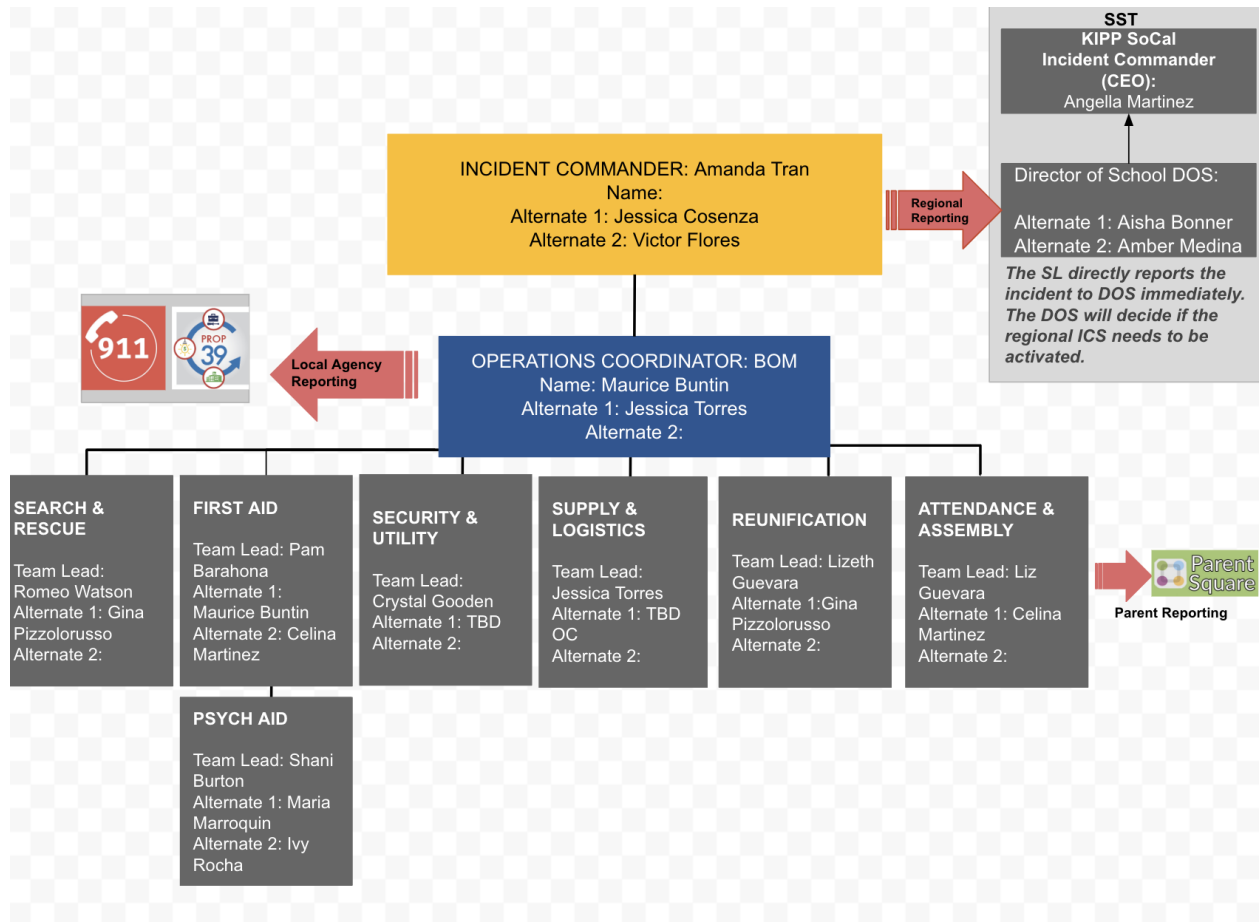 SST
KIPP SoCal
Incident Commander
(CEO):
Angella Martinez
INCIDENT COMMANDER: Amanda Tran
Name:
Alternate 1: Jessica Cosenza
Alternate 2: Victor Flores
Regional
Reporting
Director of School DOS:
Alternate 1: Aisha Bonner
Alternate 2: Amber Medina
The SL directly reports the
incident to DOS immediately.
The DOS will decide if the
regional ICS needs to be
activated.
911
PROP
39
Local Agency
Reporting
OPERATIONS COORDINATOR: BOM
Name: Maurice Buntin
Alternate 1: Jessica Torres
Alternate 2:
SEARCH &
RESCUE
Team Lead:
Romeo Watson
Alternate 1: Gina
Pizzolorusso
Alternate 2:
FIRST AID
Team Lead: Pam
Barahona
Alternate 1:
Maurice Buntin
Alternate 2: Celina
Martinez
SECURITY &
UTILITY
Team Lead:
Crystal Gooden
Alternate 1: TBD
Alternate 2:
SUPPLY &
LOGISTICS
Team Lead:
Jessica Torres
Alternate 1: TBD
OC
Alternate 2:
REUNIFICATION
Team Lead: Lizeth
Guevara
Alternate 1:Gina
Pizzolorusso
Alternate 2:
ATTENDANCE &
ASSEMBLY
Team Lead: Liz
Guevara
Alternate 1: Celina
Martinez
Alternate 2:
Parent
Square
Parent Reporting
PSYCH AID
Team Lead: Shani
Burton
Alternate 1: Maria
Marroquin
Alternate 2: Ivy
Rocha